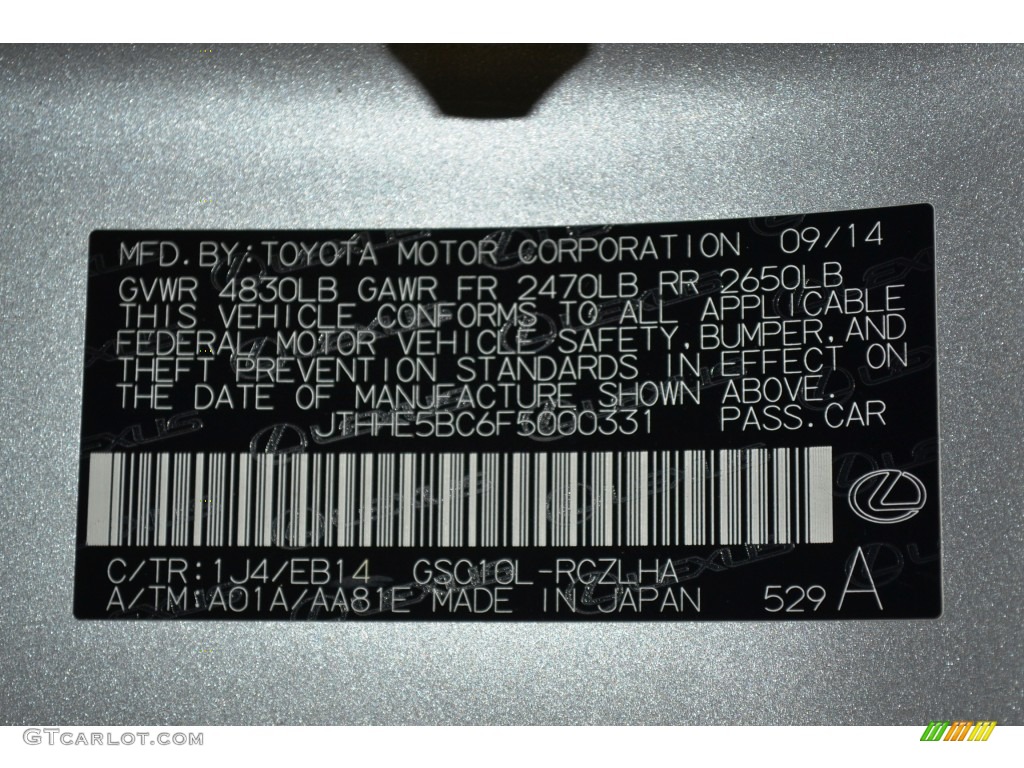 MFD. BY: TOYOTA MOTOR CORPORATION 09/14
GVWR 4830LB GAWR FR 2470LB RR 2650LB
THIS VEHICLE CONFORMS TO ALL APPLICABLE
FEDERAL MOTOR VEHICLE SAFETY, BUMPER, AND
THEFT PREVENTION STANDARDS IN EFFECT ON
THE DATE OF MANUFACTURE SHOWN ABOVE.
JTHHE5BC6F5000331 PASS. CAR
C/TR: 1J4/EB14 GSC10L-RCZLHA
A/TM: A01A/AA81E MADE IN JAPAN 529 A
GTCarlot.com